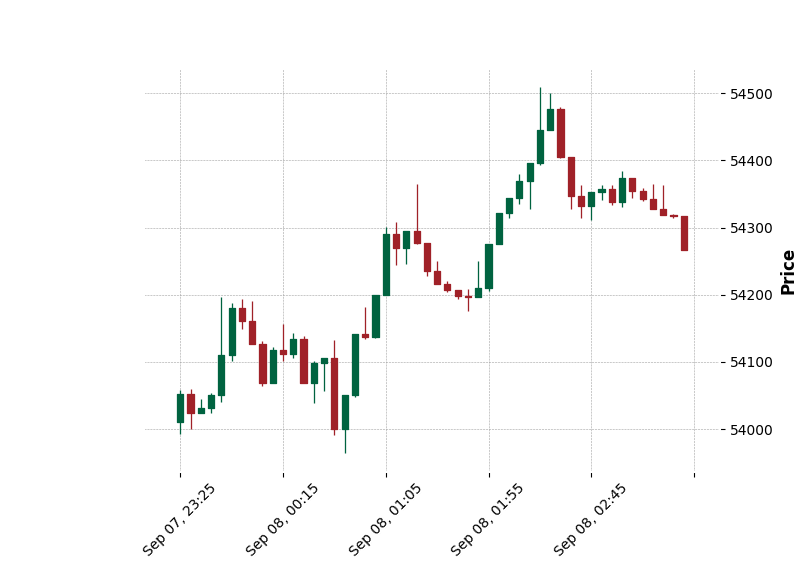 54500
54400
54300
54200
54100
54000
Price
Sep 07, 23:25
Sep 08, 00:15
Sep 08, 01:05
Sep 08, 01:55
Sep 08, 02:45